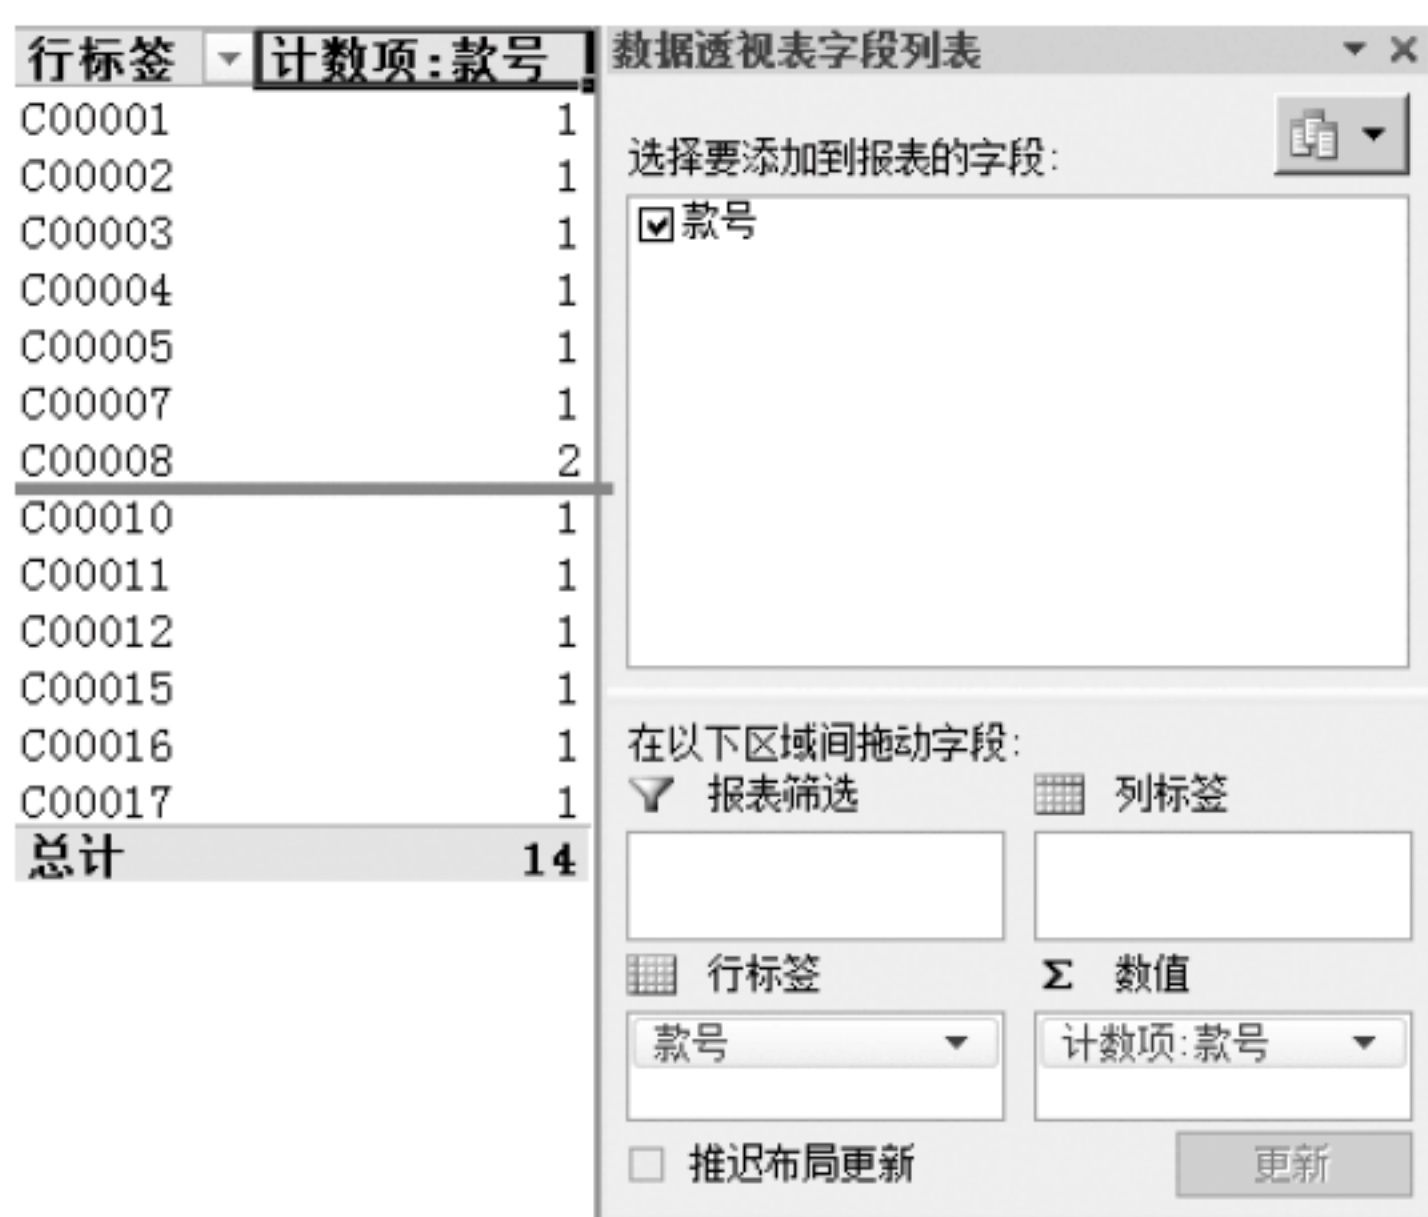 行标签 计数项:款号
C00001 1
C00002 1
C00003 1
C00004 1
C00005 1
C00007 1
C00008 2
C00010 1
C00011 1
C00012 1
C00015 1
C00016 1
C00017 1
总计 14
数据透视表字段列表
选择要添加到报表的字段:
款号
在以下区域间拖动字段:
报表筛选 列标签
行标签 Σ 数值
款号 计数项:款号
推迟布局更新 更新